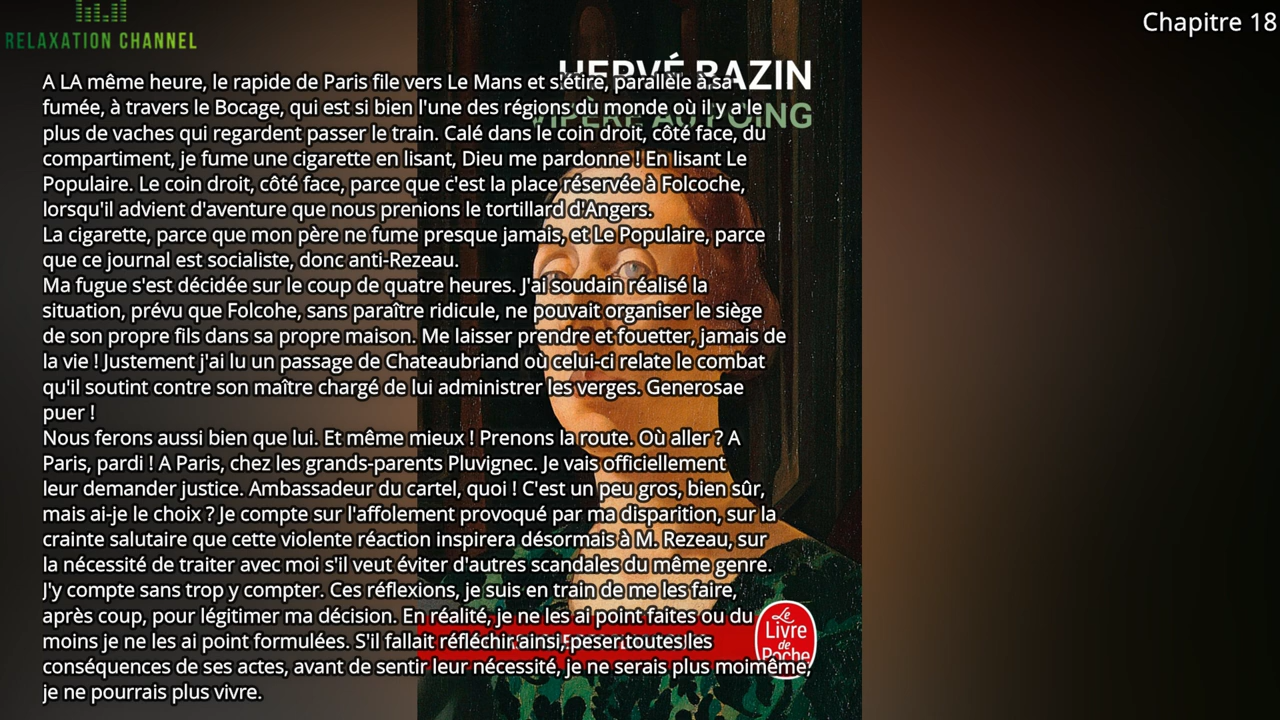 RELAXATION CHANNEL
Chapitre 18
HERVÉ BAZIN
VIPÈRE AU POING
A LA même heure, le rapide de Paris file vers Le Mans et s'étire, parallèle à sa
fumée, à travers le Bocage, qui est si bien l'une des régions du monde où il y a le
plus de vaches qui regardent passer le train. Calé dans le coin droit, côté face, du
compartiment, je fume une cigarette en lisant, Dieu me pardonne ! En lisant Le
Populaire. Le coin droit, côté face, parce que c'est la place réservée à Folcoche,
lorsqu'il advient d'aventure que nous prenions le tortillard d'Angers.
La cigarette, parce que mon père ne fume presque jamais, et Le Populaire, parce
que ce journal est socialiste, donc anti-Rezeau.
Ma fugue s'est décidée sur le coup de quatre heures. J'ai soudain réalisé la
situation, prévu que Folcohe, sans paraître ridicule, ne pouvait organiser le siège
de son propre fils dans sa propre maison. Me laisser prendre et fouetter, jamais de
la vie ! Justement j'ai lu un passage de Chateaubriand où celui-ci relate le combat
qu'il soutint contre son maître chargé de lui administrer les verges. Generosae
puer !
Nous ferons aussi bien que lui. Et même mieux ! Prenons la route. Où aller ? A
Paris, pardi ! A Paris, chez les grands-parents Pluvignec. Je vais officiellement
leur demander justice. Ambassadeur du cartel, quoi ! C'est un peu gros, bien sûr,
mais ai-je le choix ? Je compte sur l'affolement provoqué par ma disparition, sur la
crainte salutaire que cette violente réaction inspirera désormais à M. Rezeau, sur
la nécessité de traiter avec moi s'il veut éviter d'autres scandales du même genre.
J'y compte sans trop y compter. Ces réflexions, je suis en train de me les faire,
après coup, pour légitimer ma décision. En réalité, je ne les ai point faites ou du
moins je ne les ai point formulées. S'il fallait réfléchir ainsi, peser toutes les
conséquences de ses actes, avant de sentir leur nécessité, je ne serais plus moimême;
je ne pourrais plus vivre.
Le
Livre
de
Poche